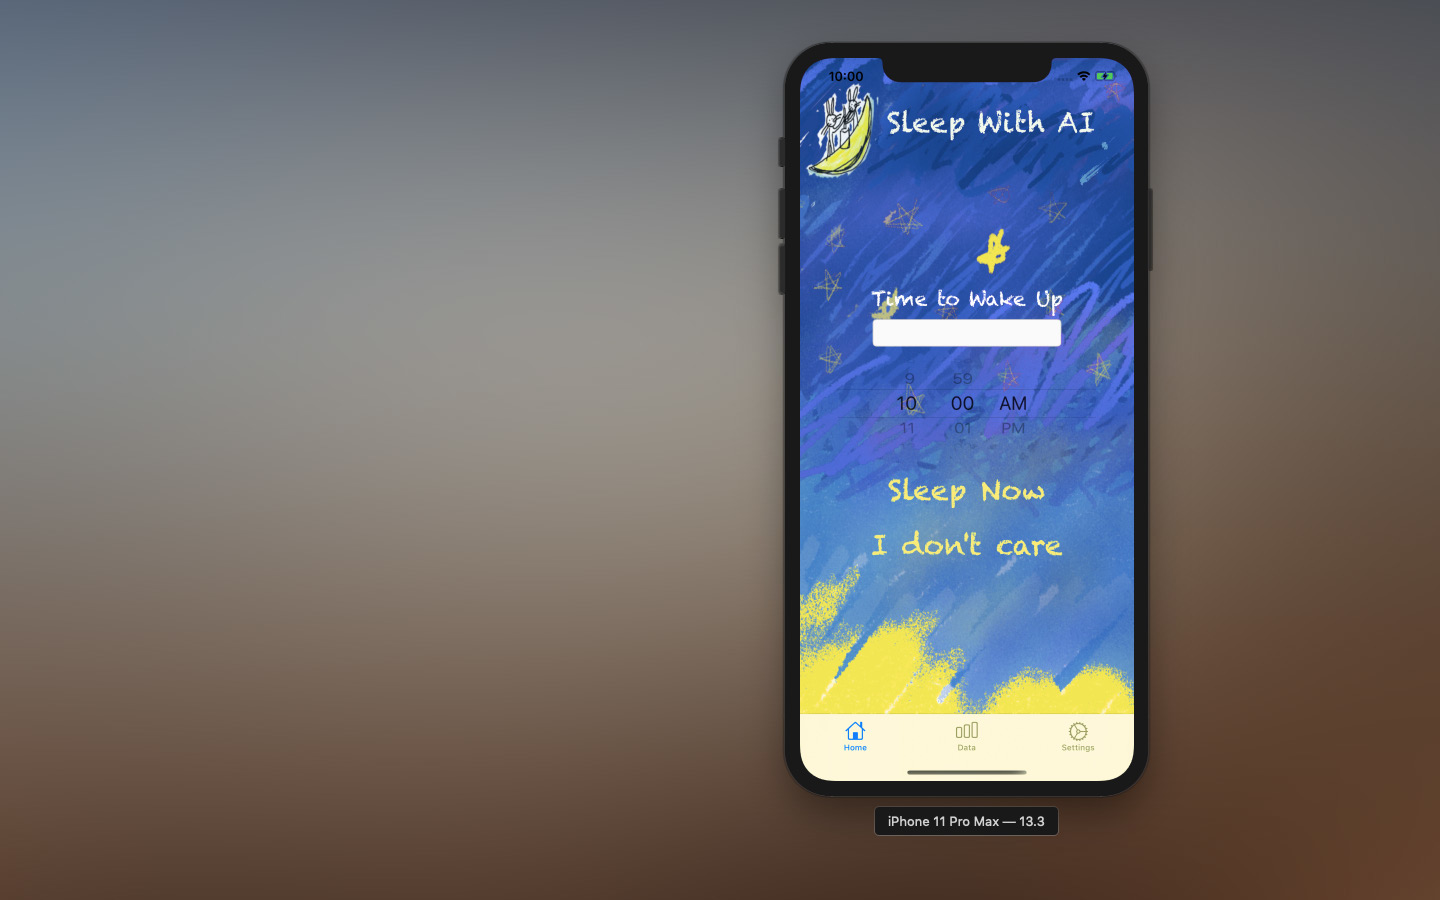 10:00
Sleep With AI
Time to Wake Up
9 59
10 00 AM
11 01 PM
Sleep Now
I don't care
Home Data Settings
iPhone 11 Pro Max — 13.3